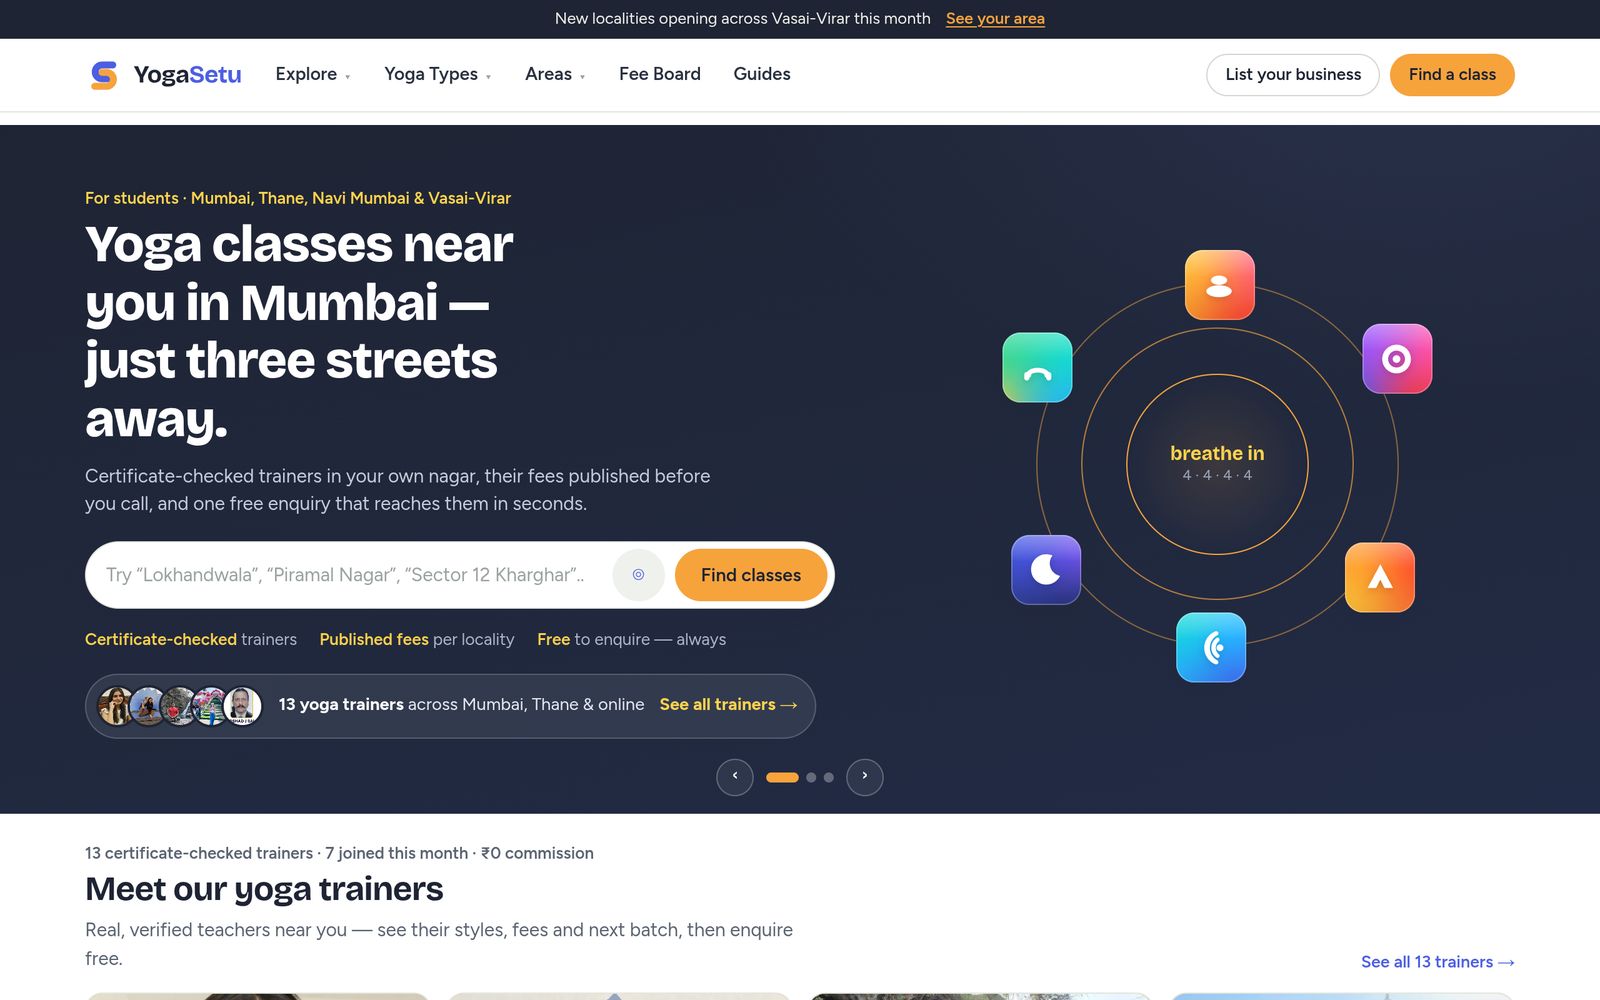 New localities opening across Vasai-Virar this month See your area
YogaSetu Explore Yoga Types Areas Fee Board Guides List your business Find a class
For students · Mumbai, Thane, Navi Mumbai & Vasai-Virar
Yoga classes near
you in Mumbai —
just three streets
away.
Certificate-checked trainers in your own nagar, their fees published before
you call, and one free enquiry that reaches them in seconds.
breathe in
4 · 4 · 4 · 4
Try “Lokhandwala”, “Piramal Nagar”, “Sector 12 Kharghar”.. Find classes
Certificate-checked trainers Published fees per locality Free to enquire — always
13 yoga trainers across Mumbai, Thane & online See all trainers →
13 certificate-checked trainers · 7 joined this month · ₹0 commission
Meet our yoga trainers
Real, verified teachers near you — see their styles, fees and next batch, then enquire
free.
See all 13 trainers →